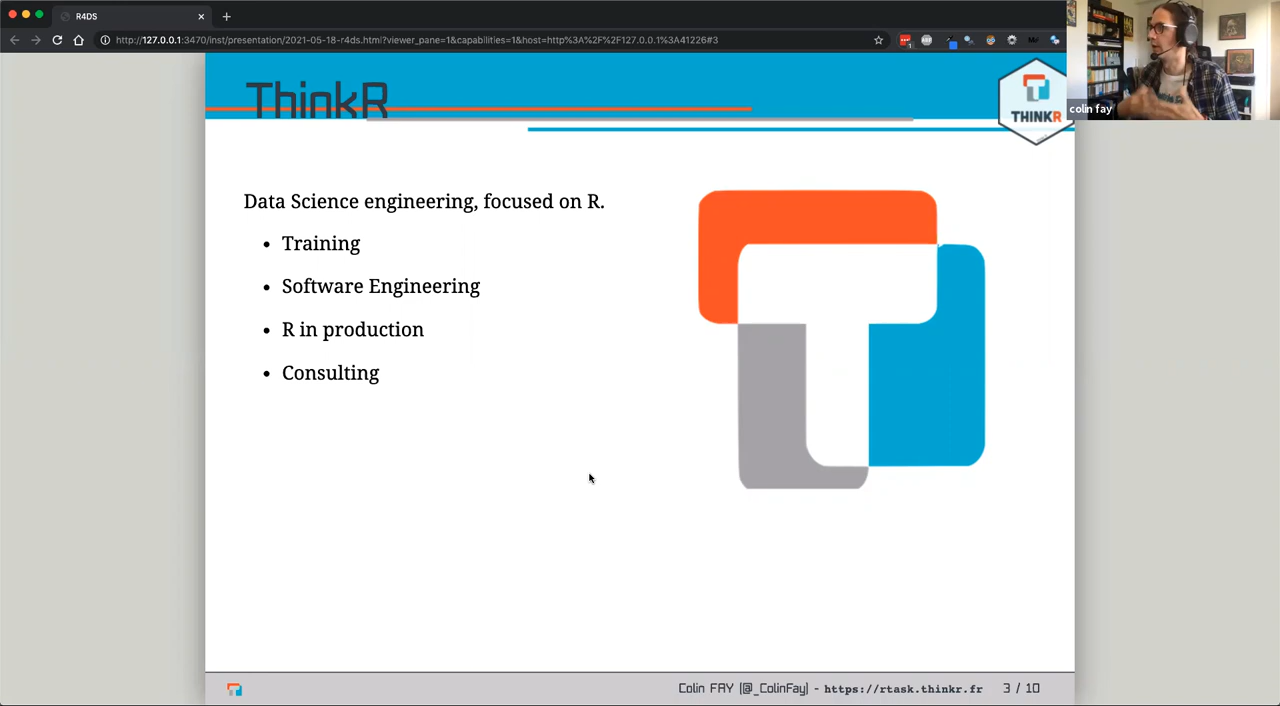 R4DS
http://127.0.0.1:3470/inst/presentation/2021-05-18-r4ds.html?viewer_pane=1&capabilities=1&host=http%3A%2F%2F127.0.0.1%3A41226#3
colin fay
ThinkR
THINKR
Data Science engineering, focused on R.
• Training
• Software Engineering
• R in production
• Consulting
Colin FAY (@_ColinFay) - https://rtask.thinkr.fr 3 / 10